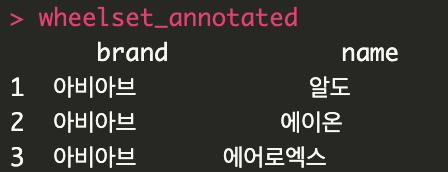 > wheelset_annotated
brand name
1 아비아브 알도
2 아비아브 에이온
3 아비아브 에어로엑스